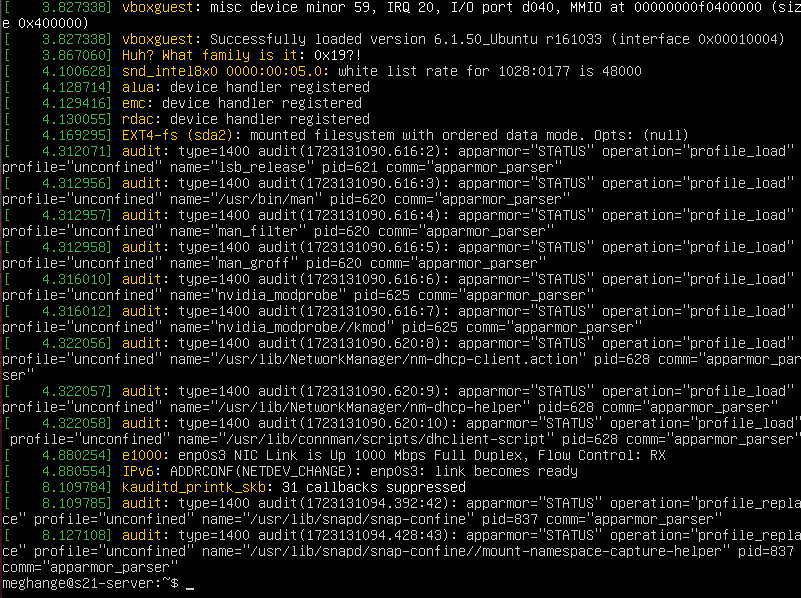 [    3.827338] vboxguest: misc device minor 59, IRQ 20, I/O port d040, MMIO at 00000000f0400000 (siz
e 0x400000)
[    3.827338] vboxguest: Successfully loaded version 6.1.50_Ubuntu r161033 (interface 0x00010004)
[    3.867060] Huh? What family is it: 0x19?!
[    4.100628] snd_intel8x0 0000:00:05.0: white list rate for 1028:0177 is 48000
[    4.128714] alua: device handler registered
[    4.129416] emc: device handler registered
[    4.130055] rdac: device handler registered
[    4.169295] EXT4-fs (sda2): mounted filesystem with ordered data mode. Opts: (null)
[    4.312071] audit: type=1400 audit(1723131090.616:2): apparmor="STATUS" operation="profile_load"
profile="unconfined" name="lsb_release" pid=621 comm="apparmor_parser"
[    4.312956] audit: type=1400 audit(1723131090.616:3): apparmor="STATUS" operation="profile_load"
profile="unconfined" name="/usr/bin/man" pid=620 comm="apparmor_parser"
[    4.312957] audit: type=1400 audit(1723131090.616:4): apparmor="STATUS" operation="profile_load"
profile="unconfined" name="man_filter" pid=620 comm="apparmor_parser"
[    4.312958] audit: type=1400 audit(1723131090.616:5): apparmor="STATUS" operation="profile_load"
profile="unconfined" name="man_groff" pid=620 comm="apparmor_parser"
[    4.316010] audit: type=1400 audit(1723131090.616:6): apparmor="STATUS" operation="profile_load"
profile="unconfined" name="nvidia_modprobe" pid=625 comm="apparmor_parser"
[    4.316012] audit: type=1400 audit(1723131090.616:7): apparmor="STATUS" operation="profile_load"
profile="unconfined" name="nvidia_modprobe//kmod" pid=625 comm="apparmor_parser"
[    4.322056] audit: type=1400 audit(1723131090.620:8): apparmor="STATUS" operation="profile_load"
profile="unconfined" name="/usr/lib/NetworkManager/nm-dhcp-client.action" pid=628 comm="apparmor_par
ser"
[    4.322057] audit: type=1400 audit(1723131090.620:9): apparmor="STATUS" operation="profile_load"
profile="unconfined" name="/usr/lib/NetworkManager/nm-dhcp-helper" pid=628 comm="apparmor_parser"
[    4.322058] audit: type=1400 audit(1723131090.620:10): apparmor="STATUS" operation="profile_load"
 profile="unconfined" name="/usr/lib/connman/scripts/dhclient-script" pid=628 comm="apparmor_parser"
[    4.880254] e1000: enp0s3 NIC Link is Up 1000 Mbps Full Duplex, Flow Control: RX
[    4.880554] IPv6: ADDRCONF(NETDEV_CHANGE): enp0s3: link becomes ready
[    8.109784] kauditd_printk_skb: 31 callbacks suppressed
[    8.109785] audit: type=1400 audit(1723131094.392:42): apparmor="STATUS" operation="profile_repla
ce" profile="unconfined" name="/usr/lib/snapd/snap-confine" pid=837 comm="apparmor_parser"
[    8.127108] audit: type=1400 audit(1723131094.428:43): apparmor="STATUS" operation="profile_repla
ce" profile="unconfined" name="/usr/lib/snapd/snap-confine//mount-namespace-capture-helper" pid=837
comm="apparmor_parser"
meghange@s21-server:~$ _